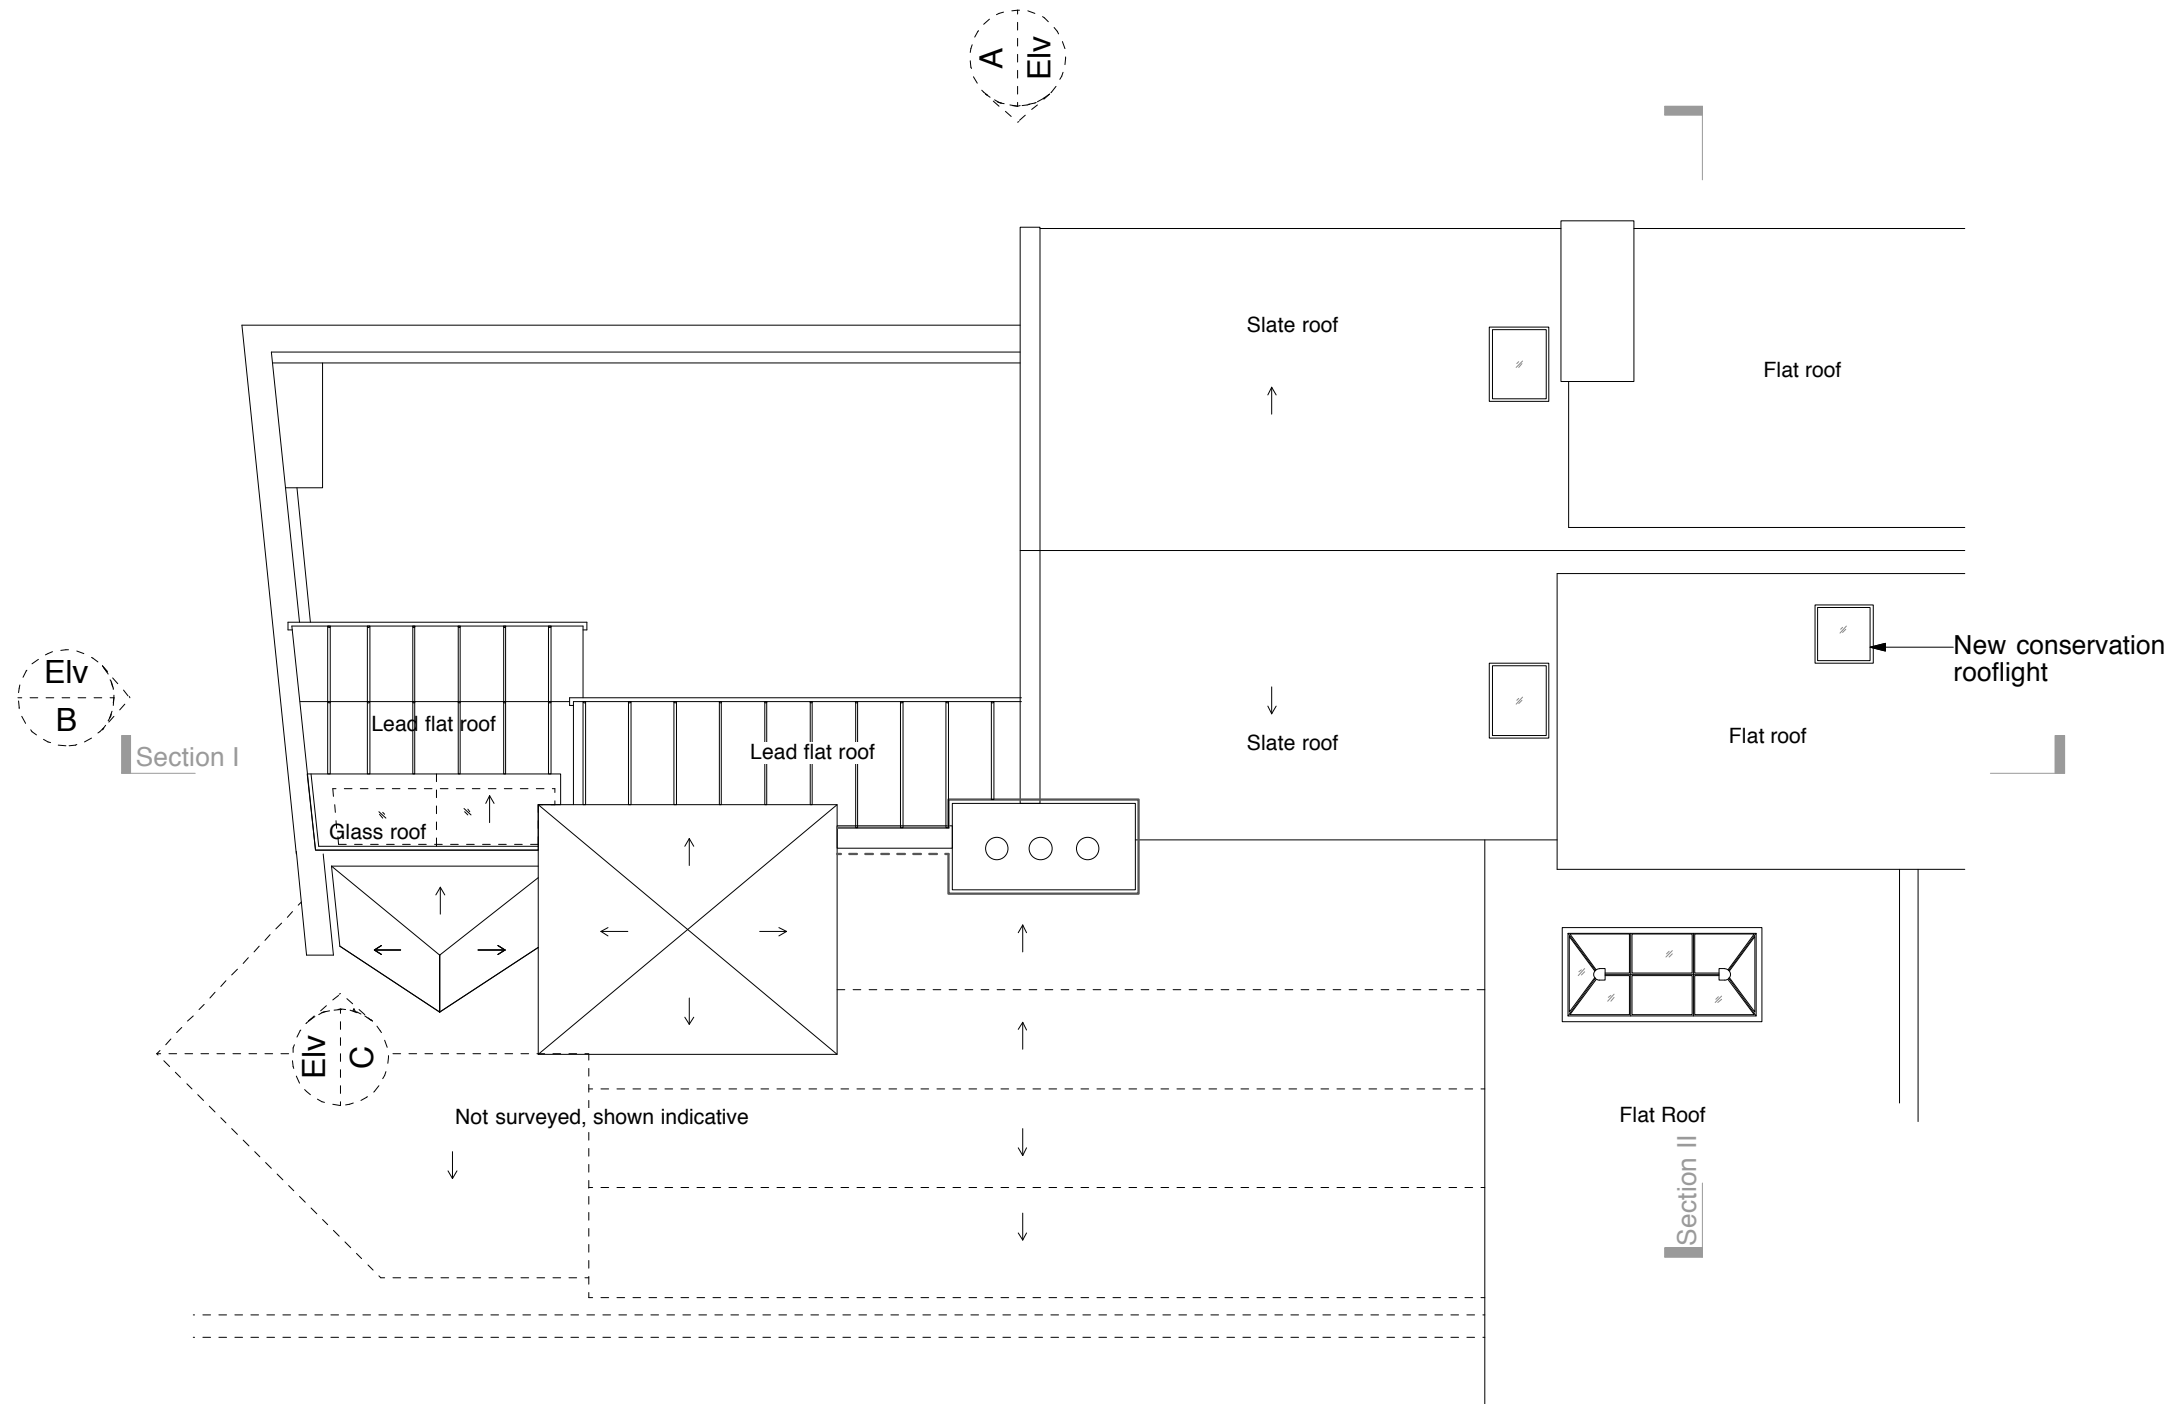 A
Elv
Slate roof
Flat roof
New conservation
rooflight
Elv
B
Section I
Lead flat roof
Lead flat roof
Slate roof
Flat roof
Glass roof
Elv
C
Not surveyed, shown indicative
Flat Roof
Section II